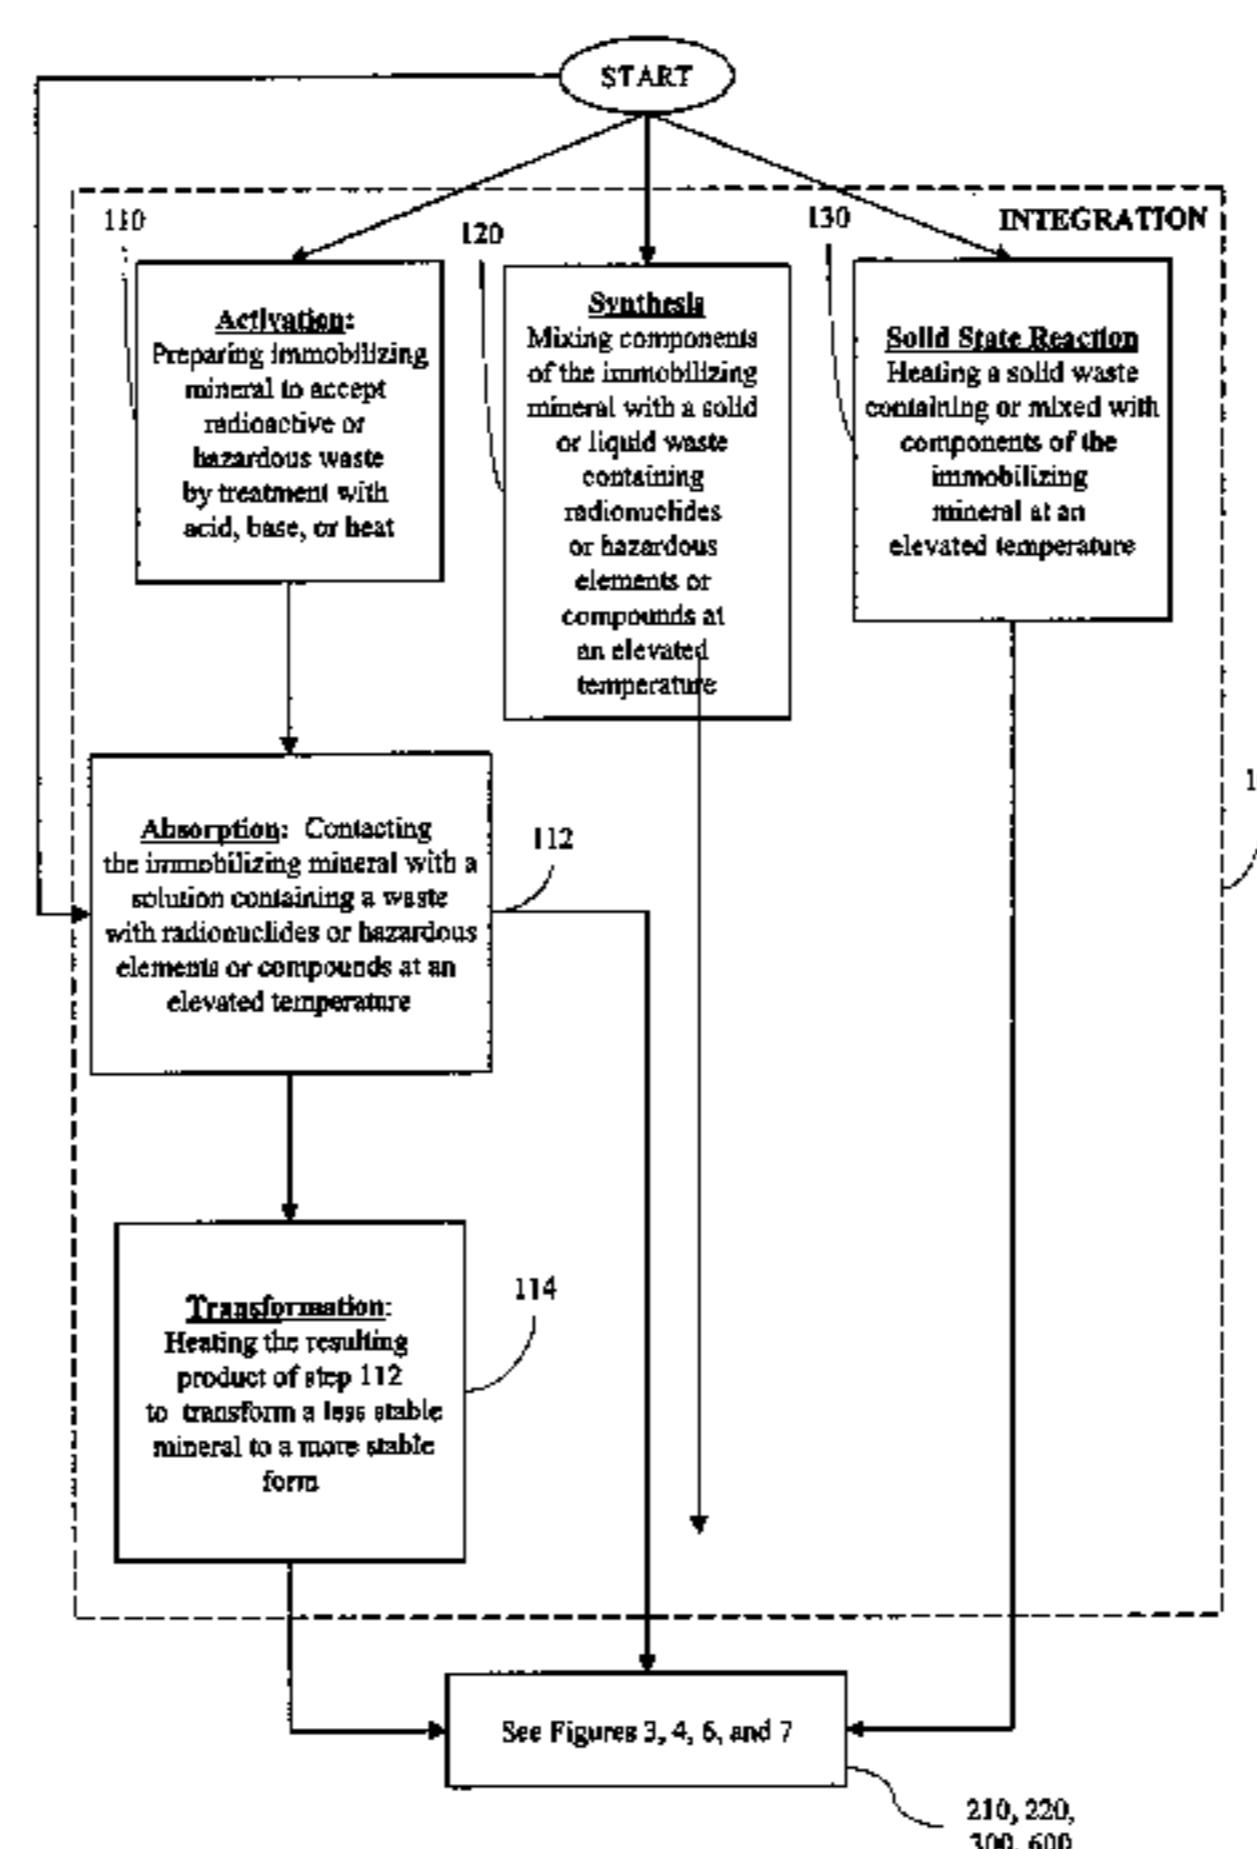 START
INTEGRATION
110
Activation:
Preparing immobilizing
mineral to accept
radioactive or
hazardous waste
by treatment with
acid, base, or heat
120
Synthesis
Mixing components
of the immobilizing
mineral with a solid
or liquid waste
containing
radionuclides
or hazardous
elements or
compounds at
an elevated
temperature
130
Solid State Reaction
Heating a solid waste
containing or mixed with
components of the
immobilizing
mineral at an
elevated temperature
Absorption: Contacting
the immobilizing mineral with a
solution containing a waste
with radionuclides or hazardous
elements or compounds at an
elevated temperature
112
Transformation:
Heating the resulting
product of step 112
to transform a less stable
mineral to a more stable
form
114
See Figures 3, 4, 6, and 7
210, 220,
300, 600